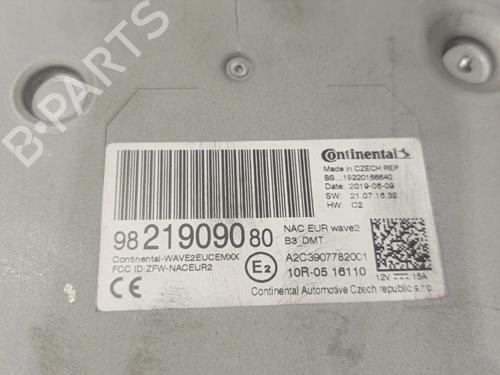 B-PARTS
Continental
Made in CZECH REP
BS...19220166640
Date: 2019-06-09
SW: 21.07.16.32
HW: C2
98 219090 80
NAC EUR wave2
B3_DMT
Continental-WAVE2EUCEMXX
FCC ID: ZFW-NACEUR2
E2
A2C3907782001
10R-05 16110
12V 15A
CE
Continental Automotive Czech republic s.r.o.